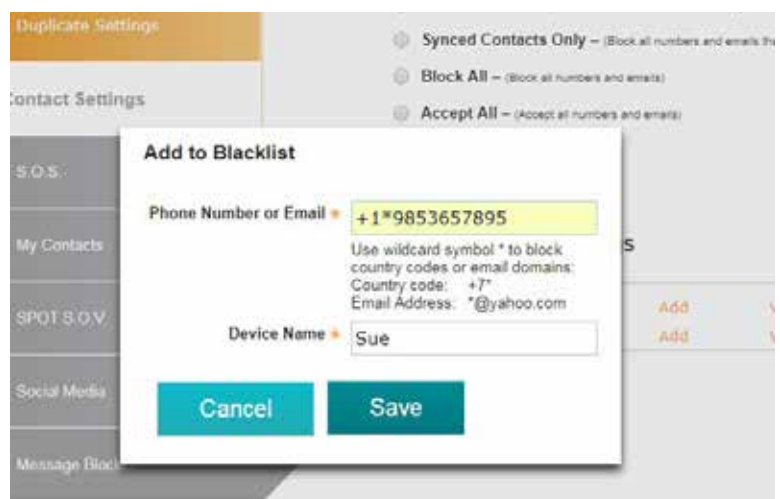 Duplicate Settings
Contact Settings
S.O.S.
My Contacts
SPOT S.O.V.
Social Media
Message Block
Synced Contacts Only – (Block all numbers and emails tha
Block All – (Block all numbers and emails)
Accept All – (Accept all numbers and emails)
Add to Blacklist
Phone Number or Email *
+1*9853657895
Use wildcard symbol * to block
country codes or email domains:
Country code: +7*
Email Address: *@yahoo.com
Device Name *
Sue
Cancel
Save
S
Add
Add